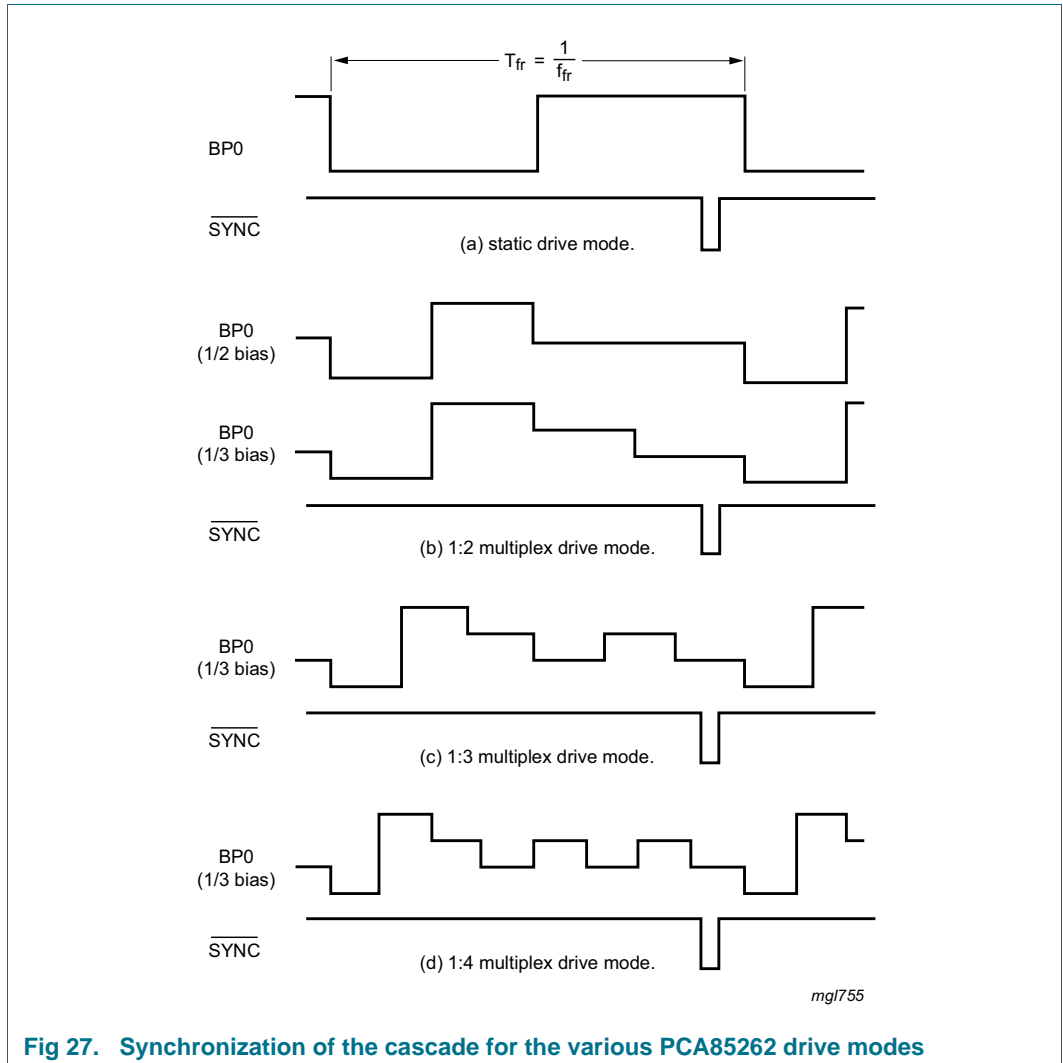 T_fr = 1/f_fr
BP0
SYNC
(a) static drive mode.
BP0
(1/2 bias)
BP0
(1/3 bias)
SYNC
(b) 1:2 multiplex drive mode.
BP0
(1/3 bias)
SYNC
(c) 1:3 multiplex drive mode.
BP0
(1/3 bias)
SYNC
(d) 1:4 multiplex drive mode.
mgl755
Fig 27. Synchronization of the cascade for the various PCA85262 drive modes